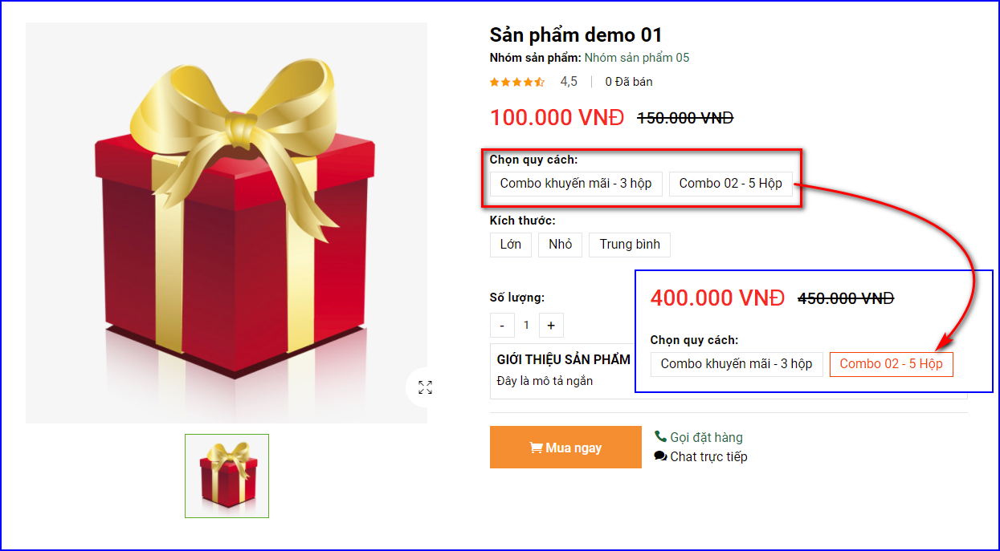 Sản phẩm demo 01
Nhóm sản phẩm: Nhóm sản phẩm 05
4,5 0 Đã bán
100.000 VNĐ 150.000 VNĐ
Chọn quy cách:
Combo khuyến mãi - 3 hộp Combo 02 - 5 Hộp
Kích thước:
Lớn Nhỏ Trung bình
Số lượng:
- 1 +
GIỚI THIỆU SẢN PHẨM
Đây là mô tả ngắn
400.000 VNĐ 450.000 VNĐ
Chọn quy cách:
Combo khuyến mãi - 3 hộp Combo 02 - 5 Hộp
Mua ngay
Gọi đặt hàng
Chat trực tiếp